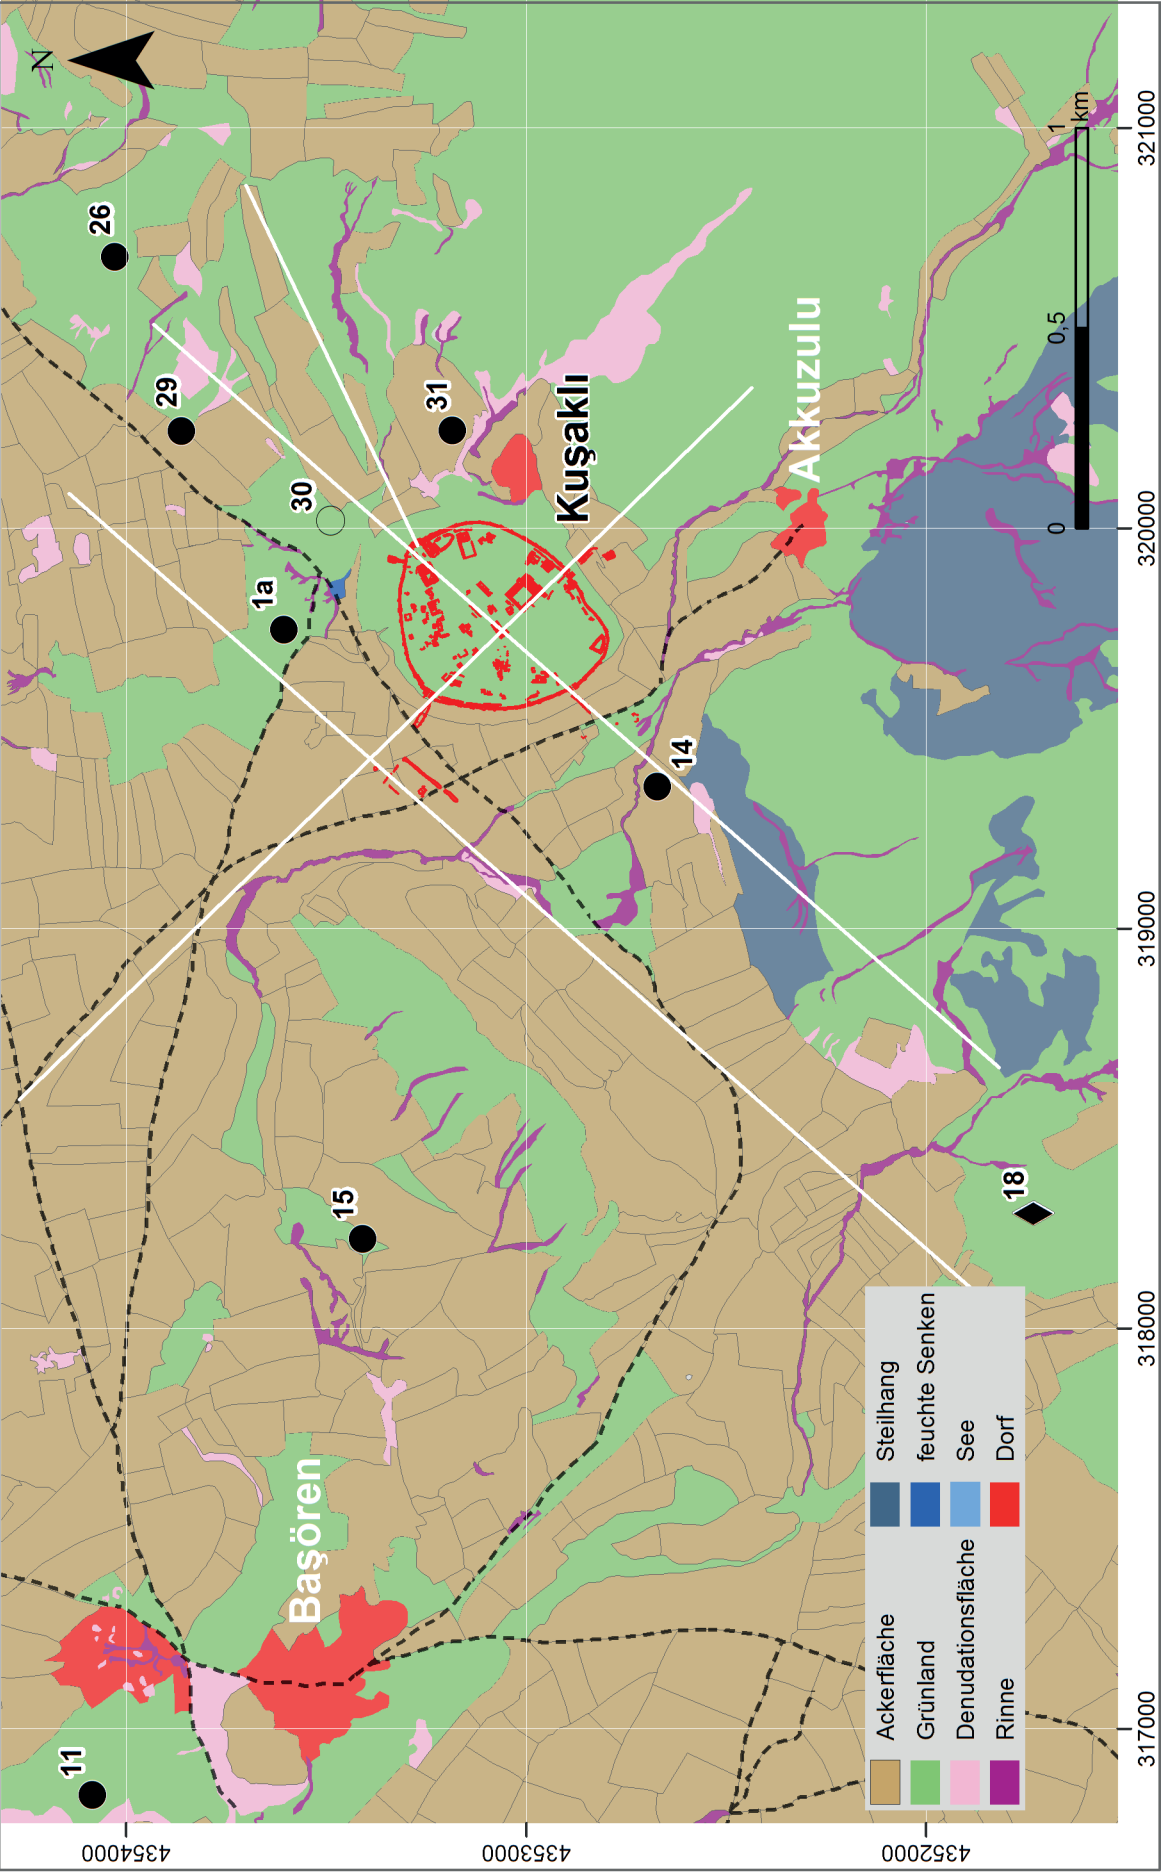 N
26
29
30
1a
31
Kuşaklı
Akkuzulu
14
15
18
Başören
11
0
0,5
1
km
Ackerfläche
Grünland
Denudationsfläche
Rinne
Steilhang
feuchte Senken
See
Dorf
4354000
4353000
4352000
317000
318000
319000
320000
321000